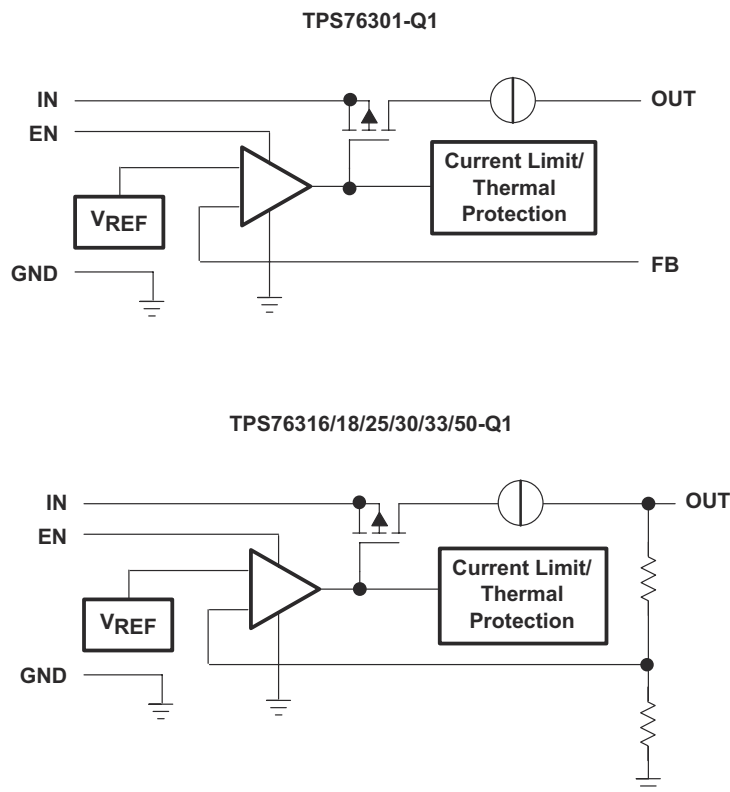 TPS76301-Q1
IN
OUT
EN
Current Limit/
Thermal
Protection
VREF
FB
GND
TPS76316/18/25/30/33/50-Q1
IN
OUT
EN
Current Limit/
Thermal
Protection
VREF
GND